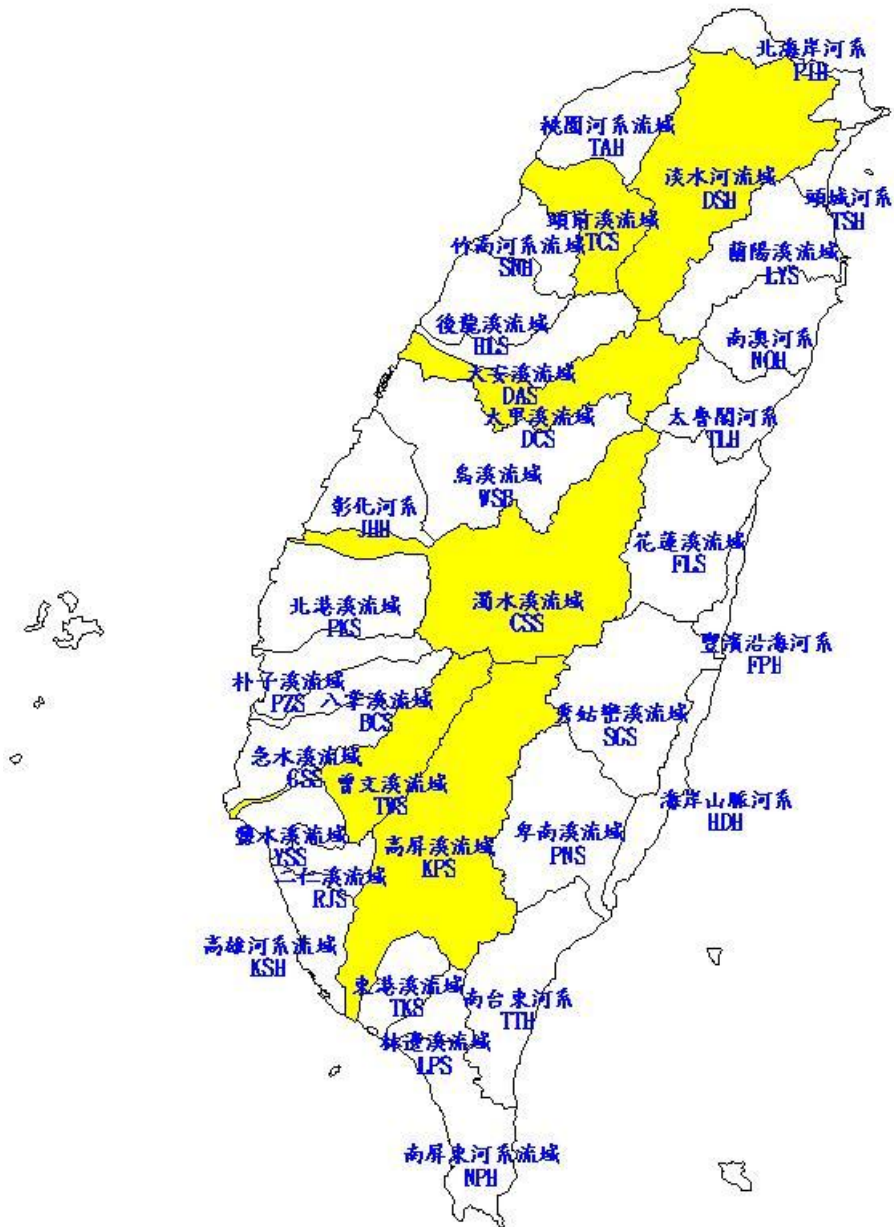 北海岸河系
PIH
桃園河系流域
TAH
淡水河流域
DSH
頭城河系
TSH
頭前溪流域
TCS
竹南河系流域
SNH
蘭陽溪流域
LYS
後龍溪流域
HLS
南澳河系
NOH
大安溪流域
DAS
大甲溪流域
DCS
太魯閣河系
TLH
烏溪流域
WSB
彰化河系
JHH
花蓮溪流域
FLS
北港溪流域
PKS
濁水溪流域
CSS
豐濱沿海河系
FPH
朴子溪流域
PZS
八掌溪流域
BCS
秀姑巒溪流域
SGS
急水溪流域
GSS
曾文溪流域
TWS
海岸山脈河系
HDH
鹽水溪流域
YSS
高屏溪流域
KPS
卑南溪流域
PNS
二仁溪流域
RJS
高雄河系流域
KSH
東港溪流域
TKS
南台東河系
TTH
林邊溪流域
LPS
南屏東河系流域
NPH